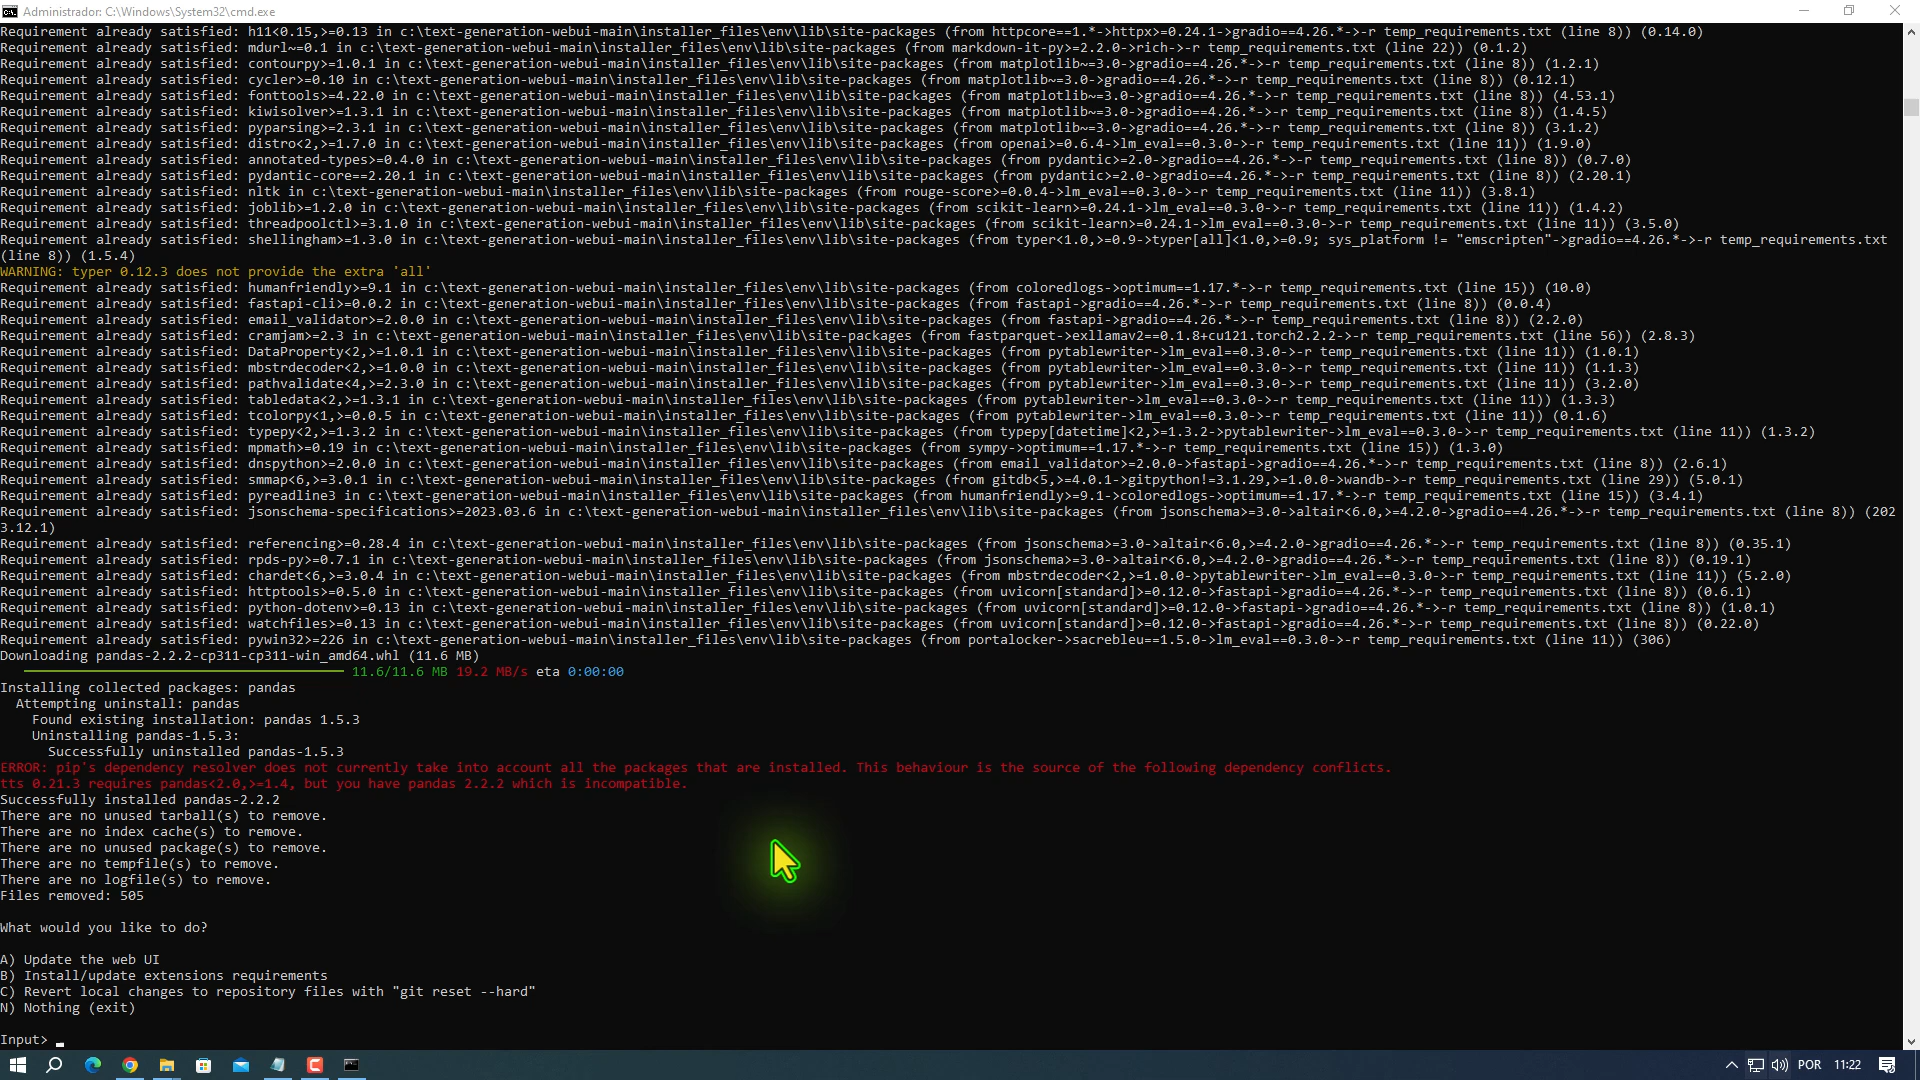 Administrador: C:\Windows\System32\cmd.exe
Requirement already satisfied: h11<0.15,>=0.13 in c:\text-generation-webui-main\installer_files\env\lib\site-packages (from httpcore==1.*->httpx>=0.24.1->gradio==4.26.*->-r temp_requirements.txt (line 8)) (0.14.0)
Requirement already satisfied: mdurl~=0.1 in c:\text-generation-webui-main\installer_files\env\lib\site-packages (from markdown-it-py>=2.2.0->rich->-r temp_requirements.txt (line 22)) (0.1.2)
Requirement already satisfied: contourpy>=1.0.1 in c:\text-generation-webui-main\installer_files\env\lib\site-packages (from matplotlib~=3.0->gradio==4.26.*->-r temp_requirements.txt (line 8)) (1.2.1)
Requirement already satisfied: cycler>=0.10 in c:\text-generation-webui-main\installer_files\env\lib\site-packages (from matplotlib~=3.0->gradio==4.26.*->-r temp_requirements.txt (line 8)) (0.12.1)
Requirement already satisfied: fonttools>=4.22.0 in c:\text-generation-webui-main\installer_files\env\lib\site-packages (from matplotlib~=3.0->gradio==4.26.*->-r temp_requirements.txt (line 8)) (4.53.1)
Requirement already satisfied: kiwisolver>=1.3.1 in c:\text-generation-webui-main\installer_files\env\lib\site-packages (from matplotlib~=3.0->gradio==4.26.*->-r temp_requirements.txt (line 8)) (1.4.5)
Requirement already satisfied: pyparsing>=2.3.1 in c:\text-generation-webui-main\installer_files\env\lib\site-packages (from matplotlib~=3.0->gradio==4.26.*->-r temp_requirements.txt (line 8)) (3.1.2)
Requirement already satisfied: distro<2,>=1.7.0 in c:\text-generation-webui-main\installer_files\env\lib\site-packages (from openai>=0.6.4->lm_eval==0.3.0->-r temp_requirements.txt (line 11)) (1.9.0)
Requirement already satisfied: annotated-types>=0.4.0 in c:\text-generation-webui-main\installer_files\env\lib\site-packages (from pydantic>=2.0->gradio==4.26.*->-r temp_requirements.txt (line 8)) (0.7.0)
Requirement already satisfied: pydantic-core==2.20.1 in c:\text-generation-webui-main\installer_files\env\lib\site-packages (from pydantic>=2.0->gradio==4.26.*->-r temp_requirements.txt (line 8)) (2.20.1)
Requirement already satisfied: nltk in c:\text-generation-webui-main\installer_files\env\lib\site-packages (from rouge-score>=0.0.4->lm_eval==0.3.0->-r temp_requirements.txt (line 11)) (3.8.1)
Requirement already satisfied: joblib>=1.2.0 in c:\text-generation-webui-main\installer_files\env\lib\site-packages (from scikit-learn>=0.24.1->lm_eval==0.3.0->-r temp_requirements.txt (line 11)) (1.4.2)
Requirement already satisfied: threadpoolctl>=3.1.0 in c:\text-generation-webui-main\installer_files\env\lib\site-packages (from scikit-learn>=0.24.1->lm_eval==0.3.0->-r temp_requirements.txt (line 11)) (3.5.0)
Requirement already satisfied: shellingham>=1.3.0 in c:\text-generation-webui-main\installer_files\env\lib\site-packages (from typer<1.0,>=0.9->typer[all]<1.0,>=0.9; sys_platform != "emscripten"->gradio==4.26.*->-r temp_requirements.txt
(line 8)) (1.5.4)
WARNING: typer 0.12.3 does not provide the extra 'all'
Requirement already satisfied: humanfriendly>=9.1 in c:\text-generation-webui-main\installer_files\env\lib\site-packages (from coloredlogs->optimum==1.17.*->-r temp_requirements.txt (line 15)) (10.0)
Requirement already satisfied: fastapi-cli>=0.0.2 in c:\text-generation-webui-main\installer_files\env\lib\site-packages (from fastapi->gradio==4.26.*->-r temp_requirements.txt (line 8)) (0.0.4)
Requirement already satisfied: email_validator>=2.0.0 in c:\text-generation-webui-main\installer_files\env\lib\site-packages (from fastapi->gradio==4.26.*->-r temp_requirements.txt (line 8)) (2.2.0)
Requirement already satisfied: cramjam>=2.3 in c:\text-generation-webui-main\installer_files\env\lib\site-packages (from fastparquet->exllamav2==0.1.8+cu121.torch2.2.2->-r temp_requirements.txt (line 56)) (2.8.3)
Requirement already satisfied: DataProperty<2,>=1.0.1 in c:\text-generation-webui-main\installer_files\env\lib\site-packages (from pytablewriter->lm_eval==0.3.0->-r temp_requirements.txt (line 11)) (1.0.1)
Requirement already satisfied: mbstrdecoder<2,>=1.0.0 in c:\text-generation-webui-main\installer_files\env\lib\site-packages (from pytablewriter->lm_eval==0.3.0->-r temp_requirements.txt (line 11)) (1.1.3)
Requirement already satisfied: pathvalidate<4,>=2.3.0 in c:\text-generation-webui-main\installer_files\env\lib\site-packages (from pytablewriter->lm_eval==0.3.0->-r temp_requirements.txt (line 11)) (3.2.0)
Requirement already satisfied: tabledata<2,>=1.3.1 in c:\text-generation-webui-main\installer_files\env\lib\site-packages (from pytablewriter->lm_eval==0.3.0->-r temp_requirements.txt (line 11)) (1.3.3)
Requirement already satisfied: tcolorpy<1,>=0.0.5 in c:\text-generation-webui-main\installer_files\env\lib\site-packages (from pytablewriter->lm_eval==0.3.0->-r temp_requirements.txt (line 11)) (0.1.6)
Requirement already satisfied: typepy<2,>=1.3.2 in c:\text-generation-webui-main\installer_files\env\lib\site-packages (from typepy[datetime]<2,>=1.3.2->pytablewriter->lm_eval==0.3.0->-r temp_requirements.txt (line 11)) (1.3.2)
Requirement already satisfied: mpmath>=0.19 in c:\text-generation-webui-main\installer_files\env\lib\site-packages (from sympy->optimum==1.17.*->-r temp_requirements.txt (line 15)) (1.3.0)
Requirement already satisfied: dnspython>=2.0.0 in c:\text-generation-webui-main\installer_files\env\lib\site-packages (from email_validator>=2.0.0->fastapi->gradio==4.26.*->-r temp_requirements.txt (line 8)) (2.6.1)
Requirement already satisfied: smmap<6,>=3.0.1 in c:\text-generation-webui-main\installer_files\env\lib\site-packages (from gitdb<5,>=4.0.1->gitpython!=3.1.29,>=1.0.0->wandb->-r temp_requirements.txt (line 29)) (5.0.1)
Requirement already satisfied: pyreadline3 in c:\text-generation-webui-main\installer_files\env\lib\site-packages (from humanfriendly>=9.1->coloredlogs->optimum==1.17.*->-r temp_requirements.txt (line 15)) (3.4.1)
Requirement already satisfied: jsonschema-specifications>=2023.03.6 in c:\text-generation-webui-main\installer_files\env\lib\site-packages (from jsonschema>=3.0->altair<6.0,>=4.2.0->gradio==4.26.*->-r temp_requirements.txt (line 8)) (202
3.12.1)
Requirement already satisfied: referencing>=0.28.4 in c:\text-generation-webui-main\installer_files\env\lib\site-packages (from jsonschema>=3.0->altair<6.0,>=4.2.0->gradio==4.26.*->-r temp_requirements.txt (line 8)) (0.35.1)
Requirement already satisfied: rpds-py>=0.7.1 in c:\text-generation-webui-main\installer_files\env\lib\site-packages (from jsonschema>=3.0->altair<6.0,>=4.2.0->gradio==4.26.*->-r temp_requirements.txt (line 8)) (0.19.1)
Requirement already satisfied: chardet<6,>=3.0.4 in c:\text-generation-webui-main\installer_files\env\lib\site-packages (from mbstrdecoder<2,>=1.0.0->pytablewriter->lm_eval==0.3.0->-r temp_requirements.txt (line 11)) (5.2.0)
Requirement already satisfied: httptools>=0.5.0 in c:\text-generation-webui-main\installer_files\env\lib\site-packages (from uvicorn[standard]>=0.12.0->fastapi->gradio==4.26.*->-r temp_requirements.txt (line 8)) (0.6.1)
Requirement already satisfied: python-dotenv>=0.13 in c:\text-generation-webui-main\installer_files\env\lib\site-packages (from uvicorn[standard]>=0.12.0->fastapi->gradio==4.26.*->-r temp_requirements.txt (line 8)) (1.0.1)
Requirement already satisfied: watchfiles>=0.13 in c:\text-generation-webui-main\installer_files\env\lib\site-packages (from uvicorn[standard]>=0.12.0->fastapi->gradio==4.26.*->-r temp_requirements.txt (line 8)) (0.22.0)
Requirement already satisfied: pywin32>=226 in c:\text-generation-webui-main\installer_files\env\lib\site-packages (from portalocker->sacrebleu==1.5.0->lm_eval==0.3.0->-r temp_requirements.txt (line 11)) (306)
Downloading pandas-2.2.2-cp311-cp311-win_amd64.whl (11.6 MB)
11.6/11.6 MB 19.2 MB/s eta 0:00:00
Installing collected packages: pandas
Attempting uninstall: pandas
Found existing installation: pandas 1.5.3
Uninstalling pandas-1.5.3:
Successfully uninstalled pandas-1.5.3
ERROR: pip's dependency resolver does not currently take into account all the packages that are installed. This behaviour is the source of the following dependency conflicts.
tts 0.21.3 requires pandas<2.0,>=1.4, but you have pandas 2.2.2 which is incompatible.
Successfully installed pandas-2.2.2
There are no unused tarball(s) to remove.
There are no index cache(s) to remove.
There are no unused package(s) to remove.
There are no tempfile(s) to remove.
There are no logfile(s) to remove.
Files removed: 505
What would you like to do?
A) Update the web UI
B) Install/update extensions requirements
C) Revert local changes to repository files with "git reset --hard"
N) Nothing (exit)
Input>
POR 11:22